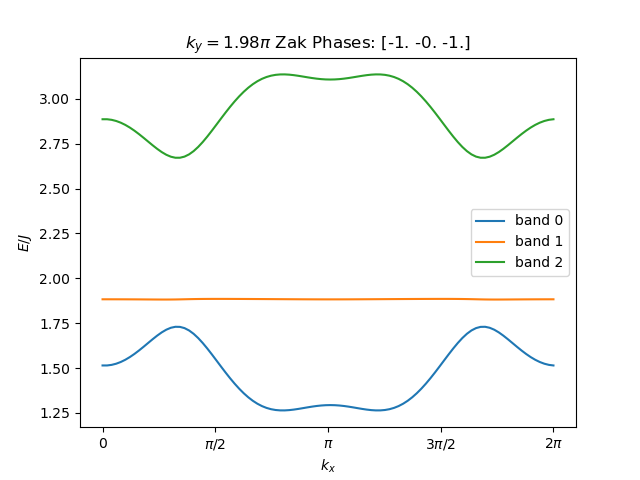 $k_y = 1.98\pi$ Zak Phases: [-1. -0. -1.]
3.00
2.75
2.50
2.25
2.00
1.75
1.50
1.25
E/J
band 0
band 1
band 2
0
π/2
π
3π/2
2π
$k_x$